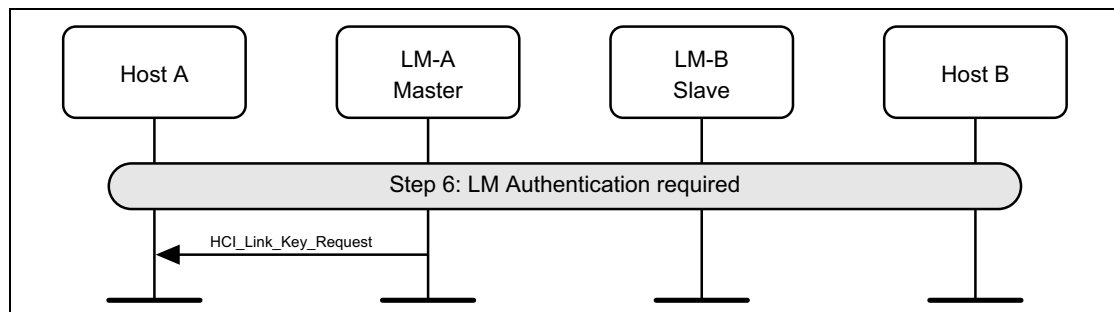 Host A
LM-A
Master
LM-B
Slave
Host B
Step 6: LM Authentication required
HCI_Link_Key_Request